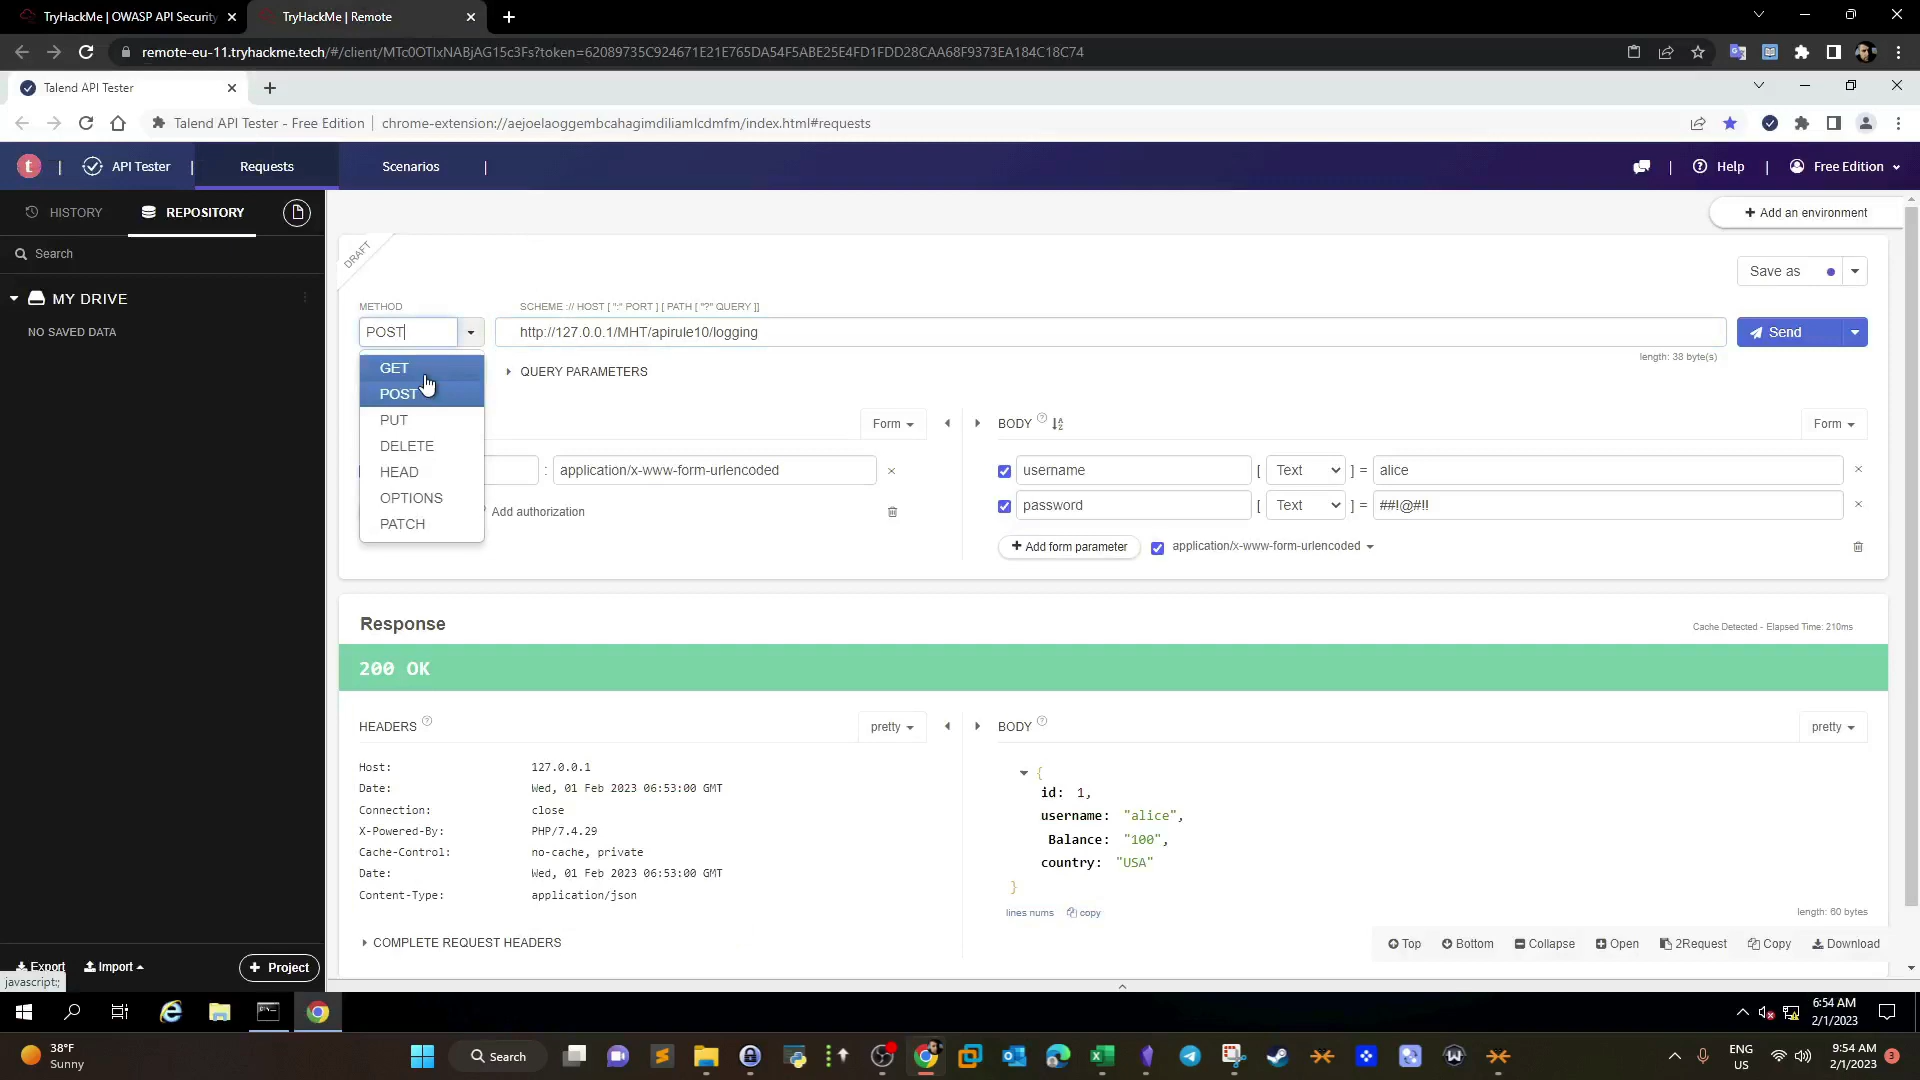 TryHackMe | OWASP API Security
TryHackMe | Remote
remote-eu-11.tryhackme.tech/#/client/MTc0OTIxNABjAG15c3Fs?token=62089735C924671E21E765DA54F5ABE25E4FD1FDD28CAA68F9373EA184C18C74
Talend API Tester
Talend API Tester - Free Edition | chrome-extension://aejoelaoggembcahagimdiliamlcdmfm/index.html#requests
t | API Tester | Requests Scenarios | Help | Free Edition
HISTORY REPOSITORY
Add an environment
Search
DRAFT
Save as
MY DRIVE
NO SAVED DATA
METHOD
SCHEME :// HOST [ ":" PORT ] [ PATH [ "?" QUERY ]]
POST
http://127.0.0.1/MHT/apirule10/logging
Send
length: 38 byte(s)
GET
POST
PUT
DELETE
HEAD
OPTIONS
PATCH
QUERY PARAMETERS
Form
: application/x-www-form-urlencoded
Add authorization
BODY
Form
username [ Text ] = alice
password [ Text ] = ##!@#!!
Add form parameter
application/x-www-form-urlencoded
Response
Cache Detected - Elapsed Time: 210ms
200 OK
HEADERS
pretty
Host: 127.0.0.1
Date: Wed, 01 Feb 2023 06:53:00 GMT
Connection: close
X-Powered-By: PHP/7.4.29
Cache-Control: no-cache, private
Date: Wed, 01 Feb 2023 06:53:00 GMT
Content-Type: application/json
COMPLETE REQUEST HEADERS
BODY
pretty
{
id: 1,
username: "alice",
Balance: "100",
country: "USA"
}
lines nums copy
length: 60 bytes
Top Bottom Collapse Open 2Request Copy Download
Export Import
Project
javascript:;
6:54 AM
2/1/2023
38°F
Sunny
Search
ENG
US
9:54 AM
2/1/2023
3